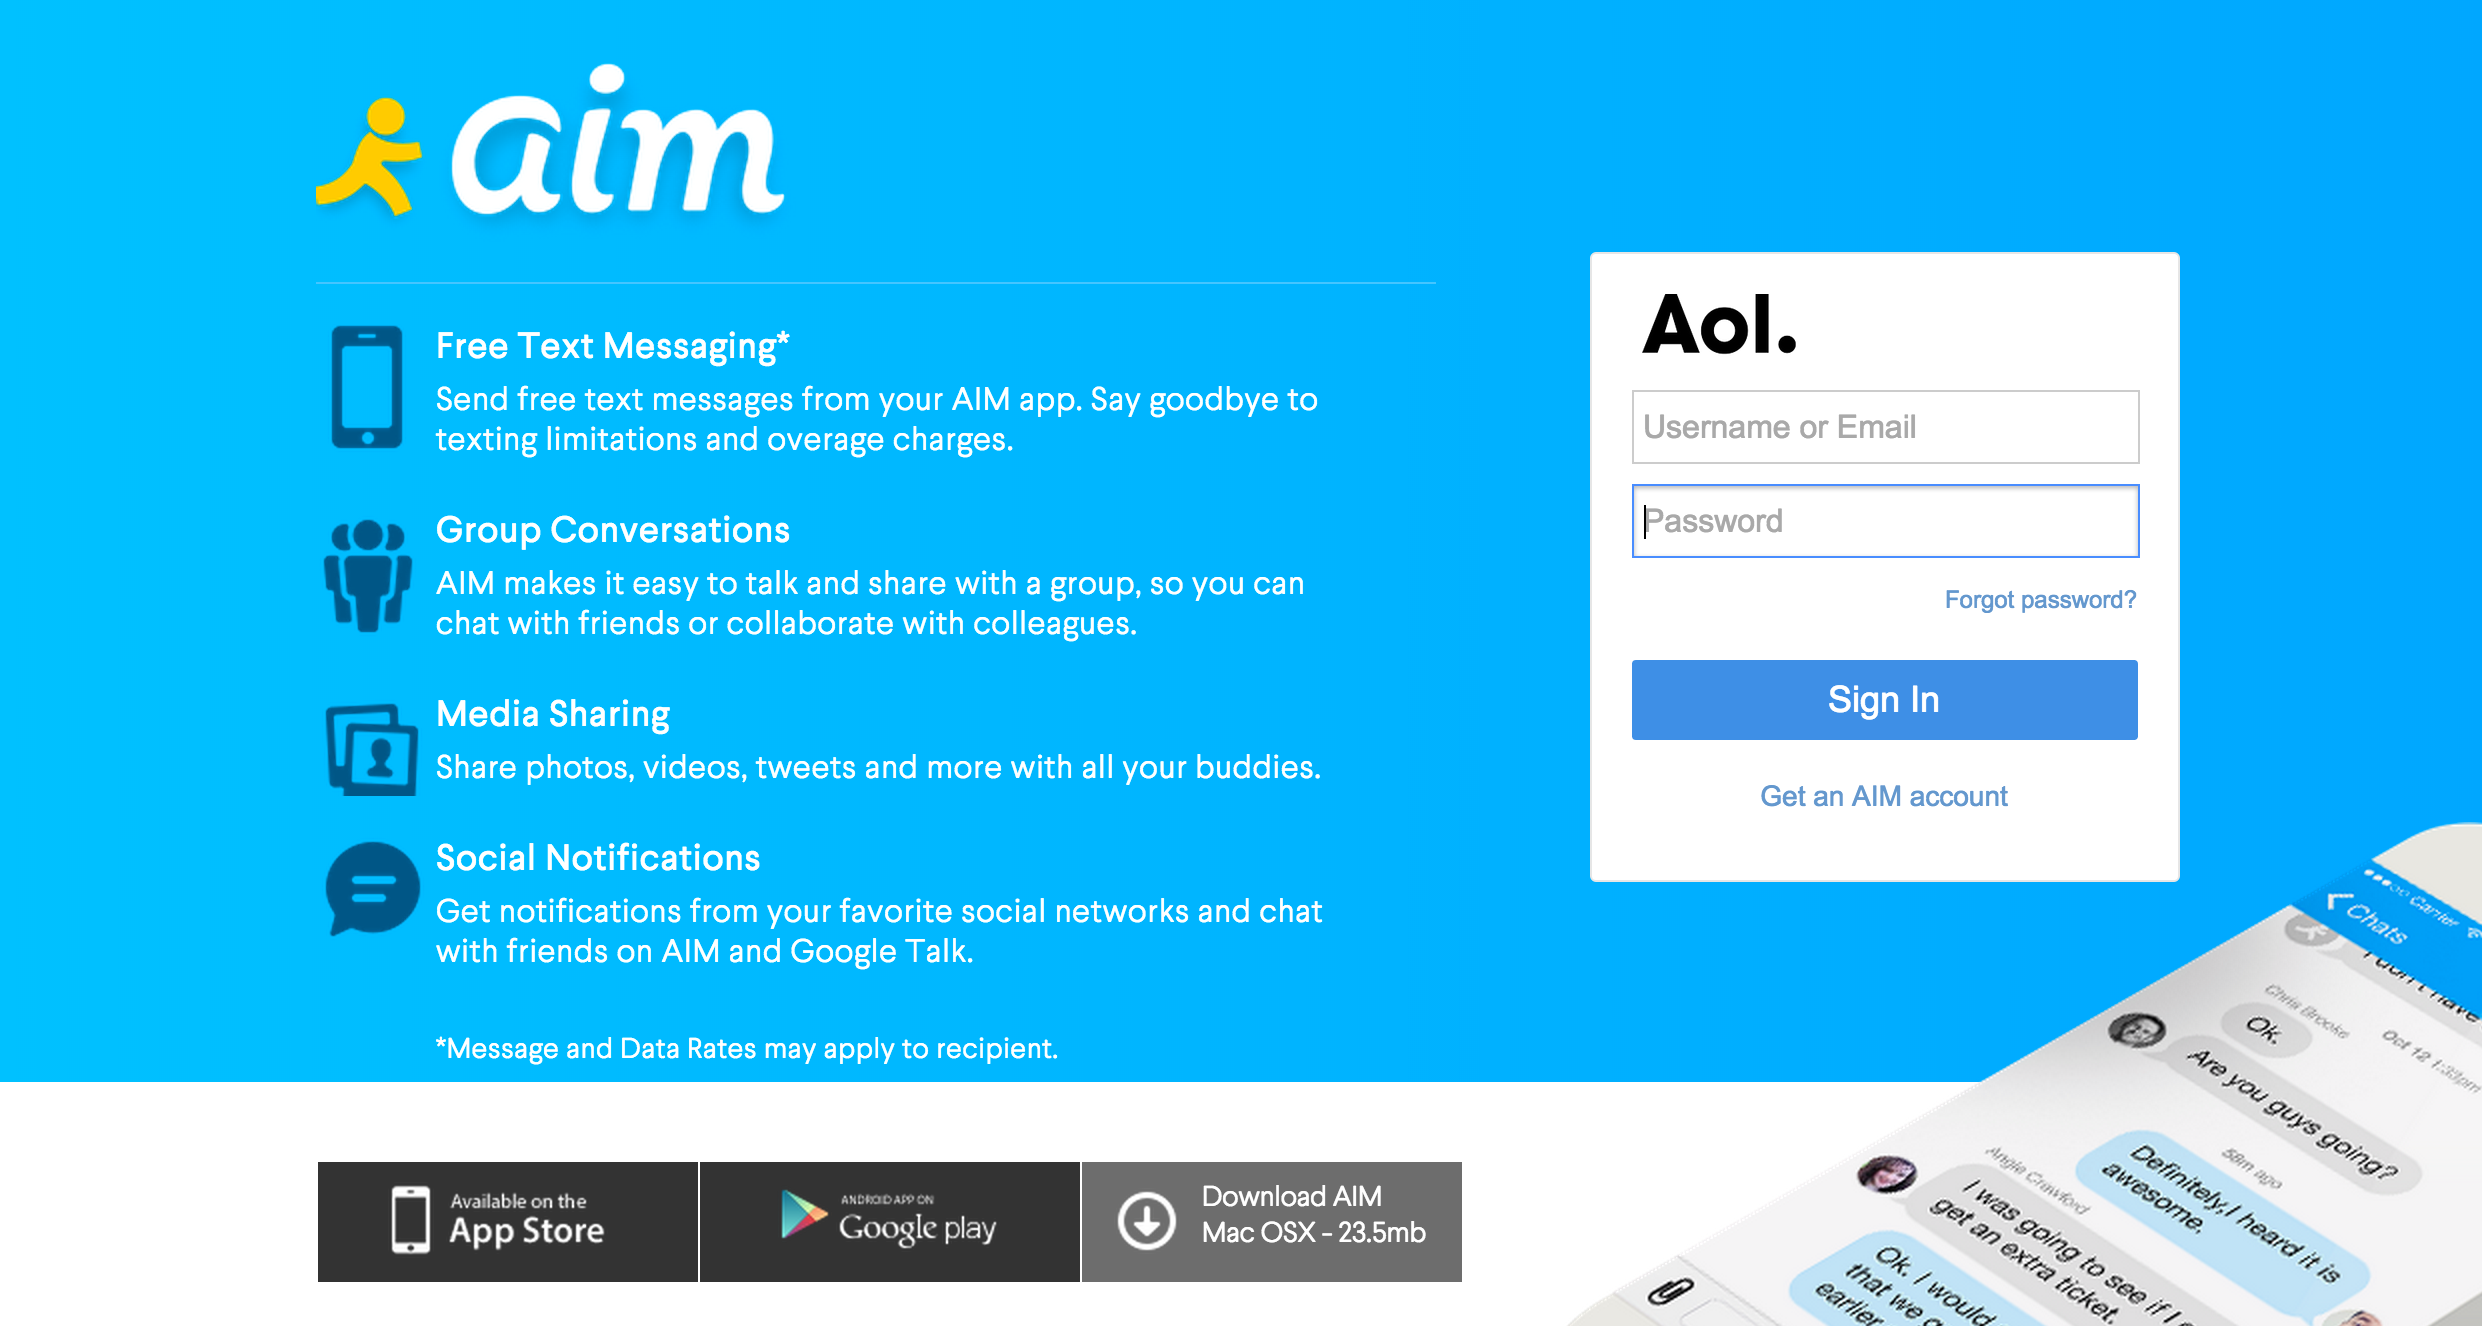 aim
Free Text Messaging*
Send free text messages from your AIM app. Say goodbye to
texting limitations and overage charges.
Group Conversations
AIM makes it easy to talk and share with a group, so you can
chat with friends or collaborate with colleagues.
Media Sharing
Share photos, videos, tweets and more with all your buddies.
Social Notifications
Get notifications from your favorite social networks and chat
with friends on AIM and Google Talk.
*Message and Data Rates may apply to recipient.
Aol.
Username or Email
Password
Forgot password?
Sign In
Get an AIM account
Available on the
App Store
ANDROID APP ON
Google play
Download AIM
Mac OSX - 23.5mb
Carrier
Chats
I don't have
Chris Brooke
Oct 12 1:33pm
Ok.
Are you guys going?
58m ago
Definitely, I heard it is
awesome.
Angie Crawford
I was going to see if I
get an extra ticket.
Ok. I would
that we
earlier